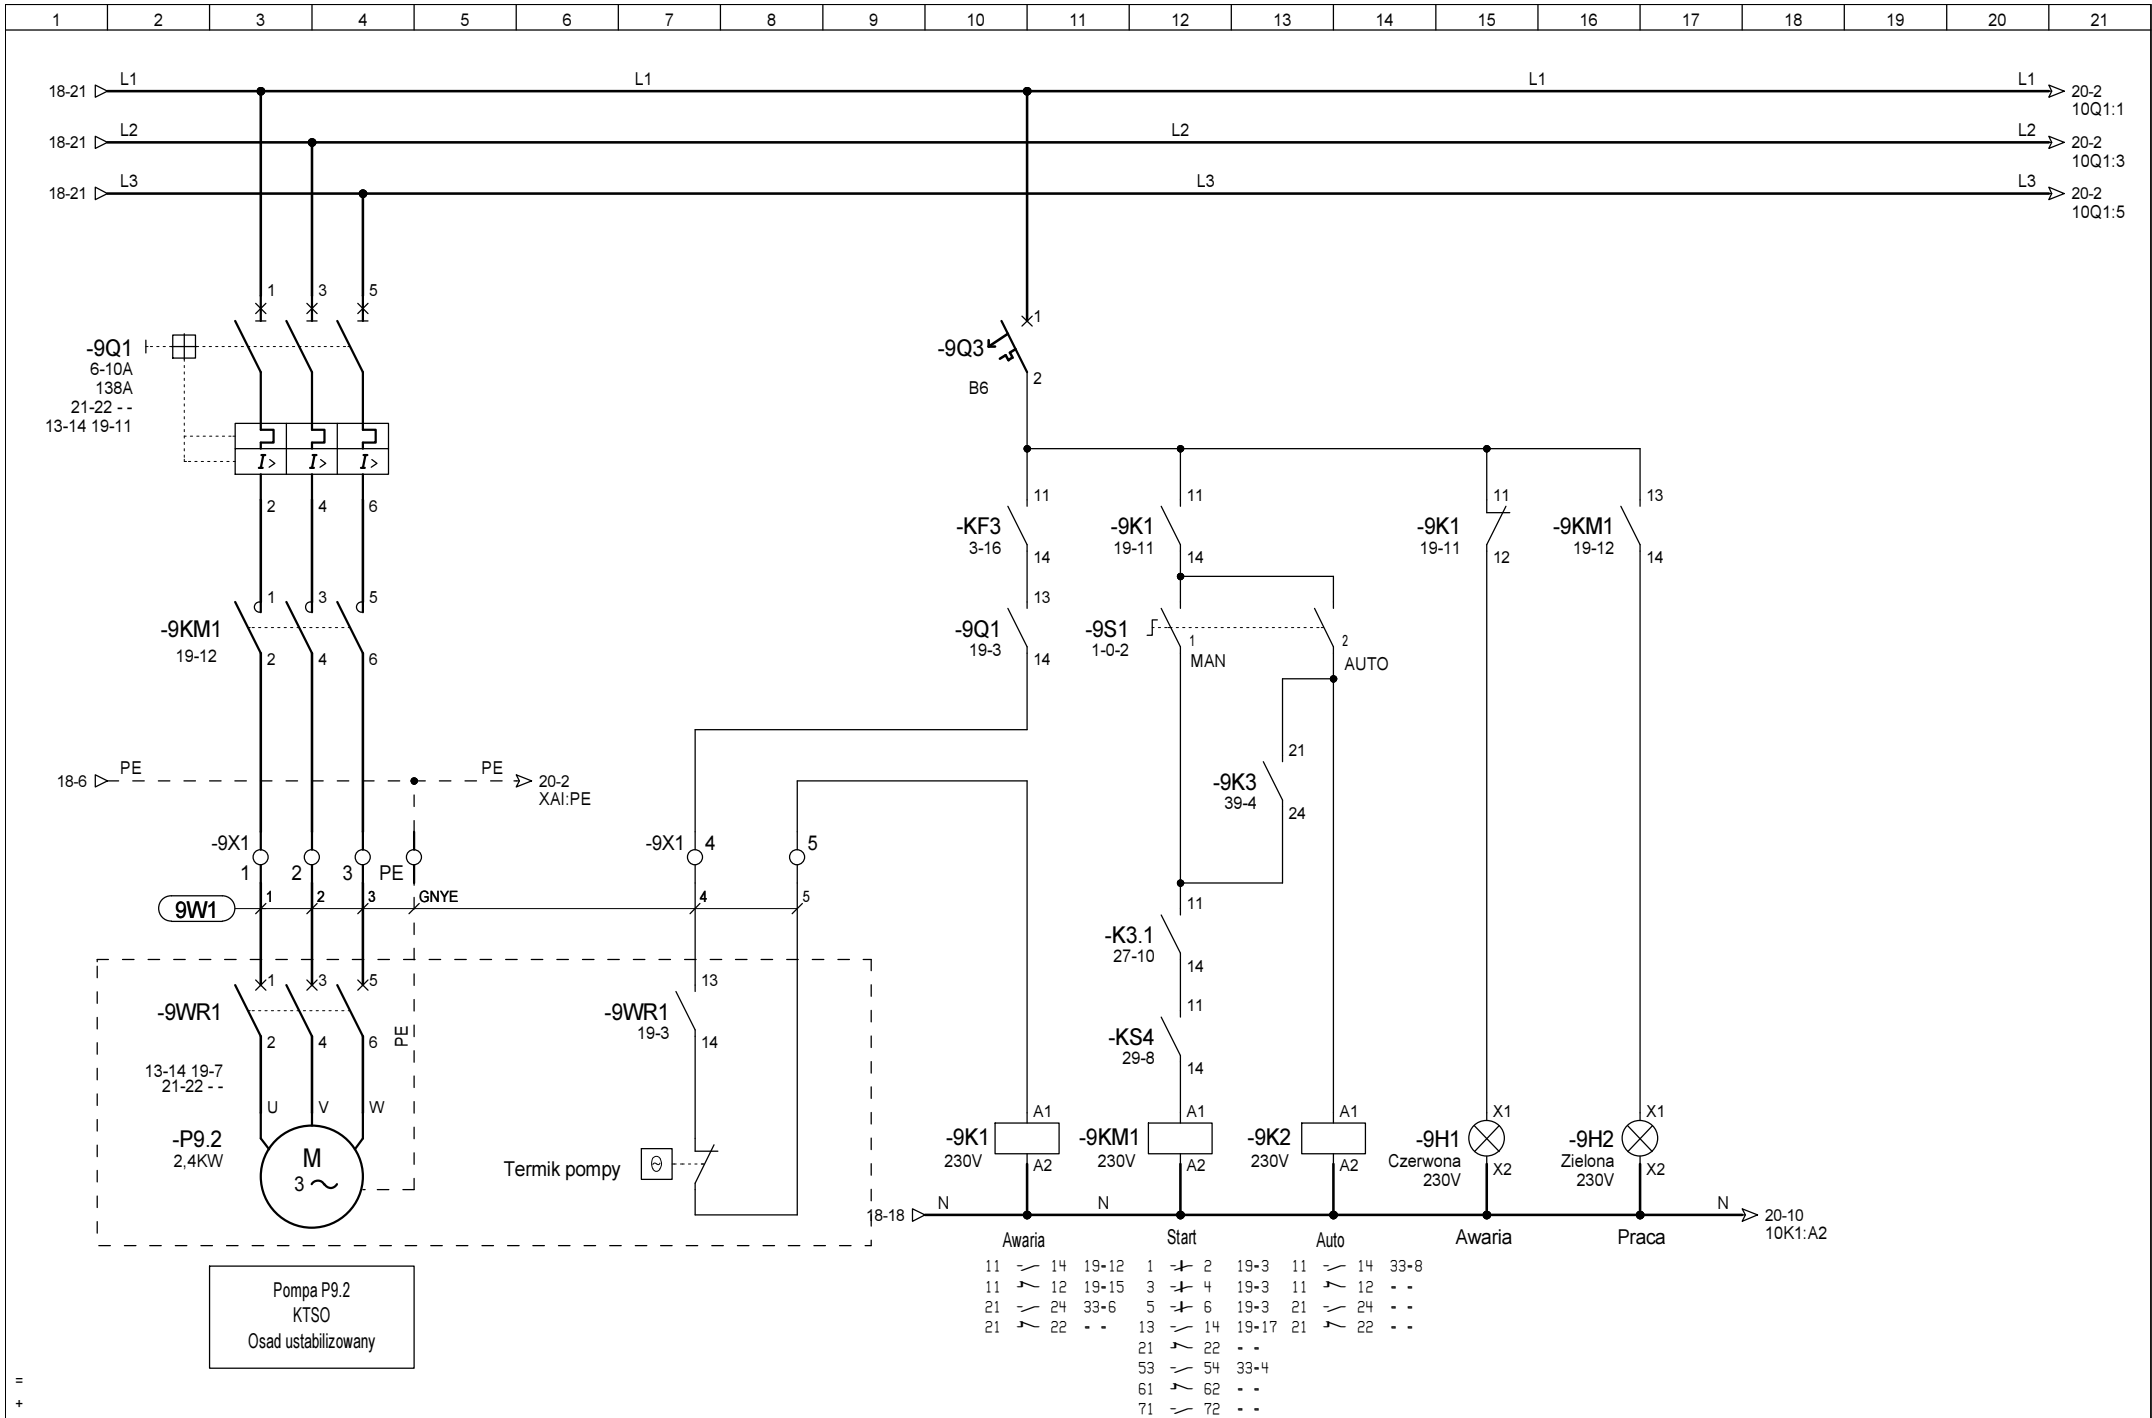 1 2 3 4 5 6 7 8 9 10 11 12 13 14 15 16 17 18 19 20 21
L1 L1 L1 L1
18-21 20-2
10Q1:1
L2 L2 L2
18-21 20-2
10Q1:3
L3 L3 L3
18-21 20-2
10Q1:5
1 3 5
-9Q1
6-10A
138A
21-22 - -
13-14 19-11
I> I> I>
2 4 6
1
-9Q3
2
B6
11
-KF3
3-16
14
11
-9K1
19-11
14
11
-9K1
19-11
12
13
-9KM1
19-12
14
1 3 5
-9KM1
19-12
2 4 6
13
-9Q1
19-3
14
-9S1
1-0-2
1
MAN
2
AUTO
21
-9K3
39-4
24
18-6 PE PE 20-2
XAI:PE
-9X1
1 2 3 PE
-9X1 4 5
9W1 1 2 3 GNYE 4 5
11
-K3.1
27-10
14
11
-KS4
29-8
14
1 3 5
-9WR1
2 4 6
PE
13-14 19-7
21-22 - -
U V W
-P9.2
2,4KW
M
3
13
-9WR1
19-3
14
Termik pompy
A1
-9K1
230V
A2
A1
-9KM1
230V
A2
A1
-9K2
230V
A2
X1
-9H1
Czerwona
230V
X2
X1
-9H2
Zielona
230V
X2
18-18 N N N 20-10
10K1:A2
Awaria Start Auto Awaria Praca
11 14 19-12 1 2 19-3 11 14 33-8
11 12 19-15 3 4 19-3 11 12 - -
21 24 33-6 5 6 19-3 21 24 - -
21 22 - - 13 14 19-17 21 22 - -
21 22 - -
53 54 33-4
61 62 - -
71 72 - -
Pompa P9.2
KTSO
Osad ustabilizowany
=
+